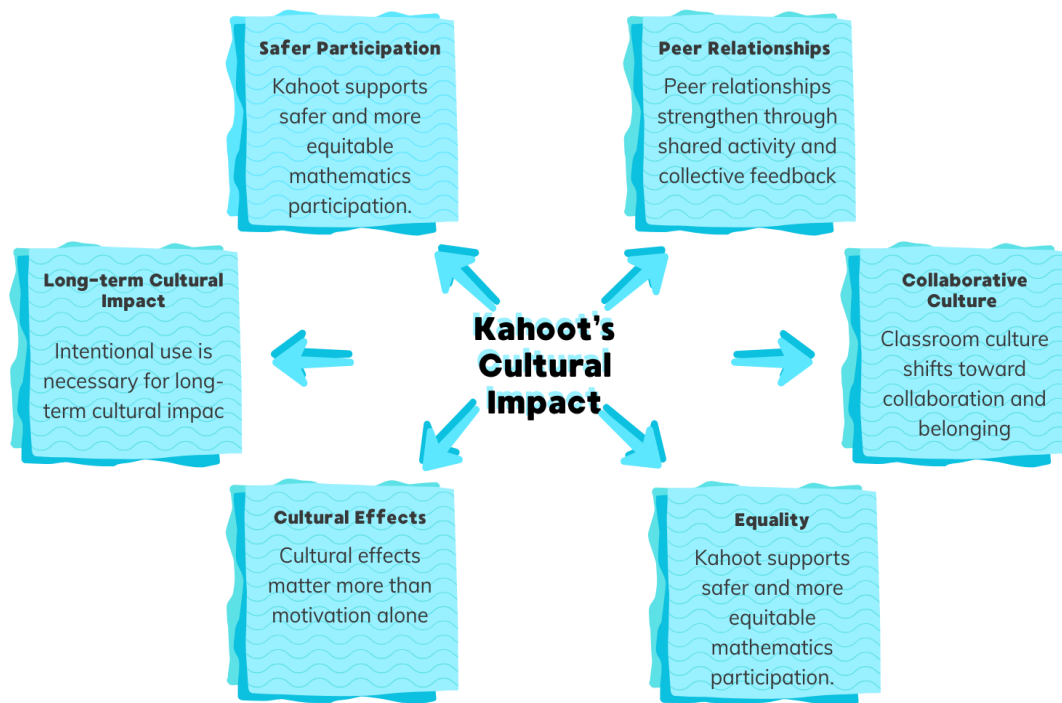 Safer Participation
Kahoot supports
safer and more
equitable
mathematics
participation.
Peer Relationships
Peer relationships
strengthen through
shared activity and
collective feedback
Long-term Cultural
Impact
Intentional use is
necessary for long-
term cultural impac
Kahoot's
Cultural
Impact
Collaborative
Culture
Classroom culture
shifts toward
collaboration and
belonging
Cultural Effects
Cultural effects
matter more than
motivation alone
Equality
Kahoot supports
safer and more
equitable
mathematics
participation.